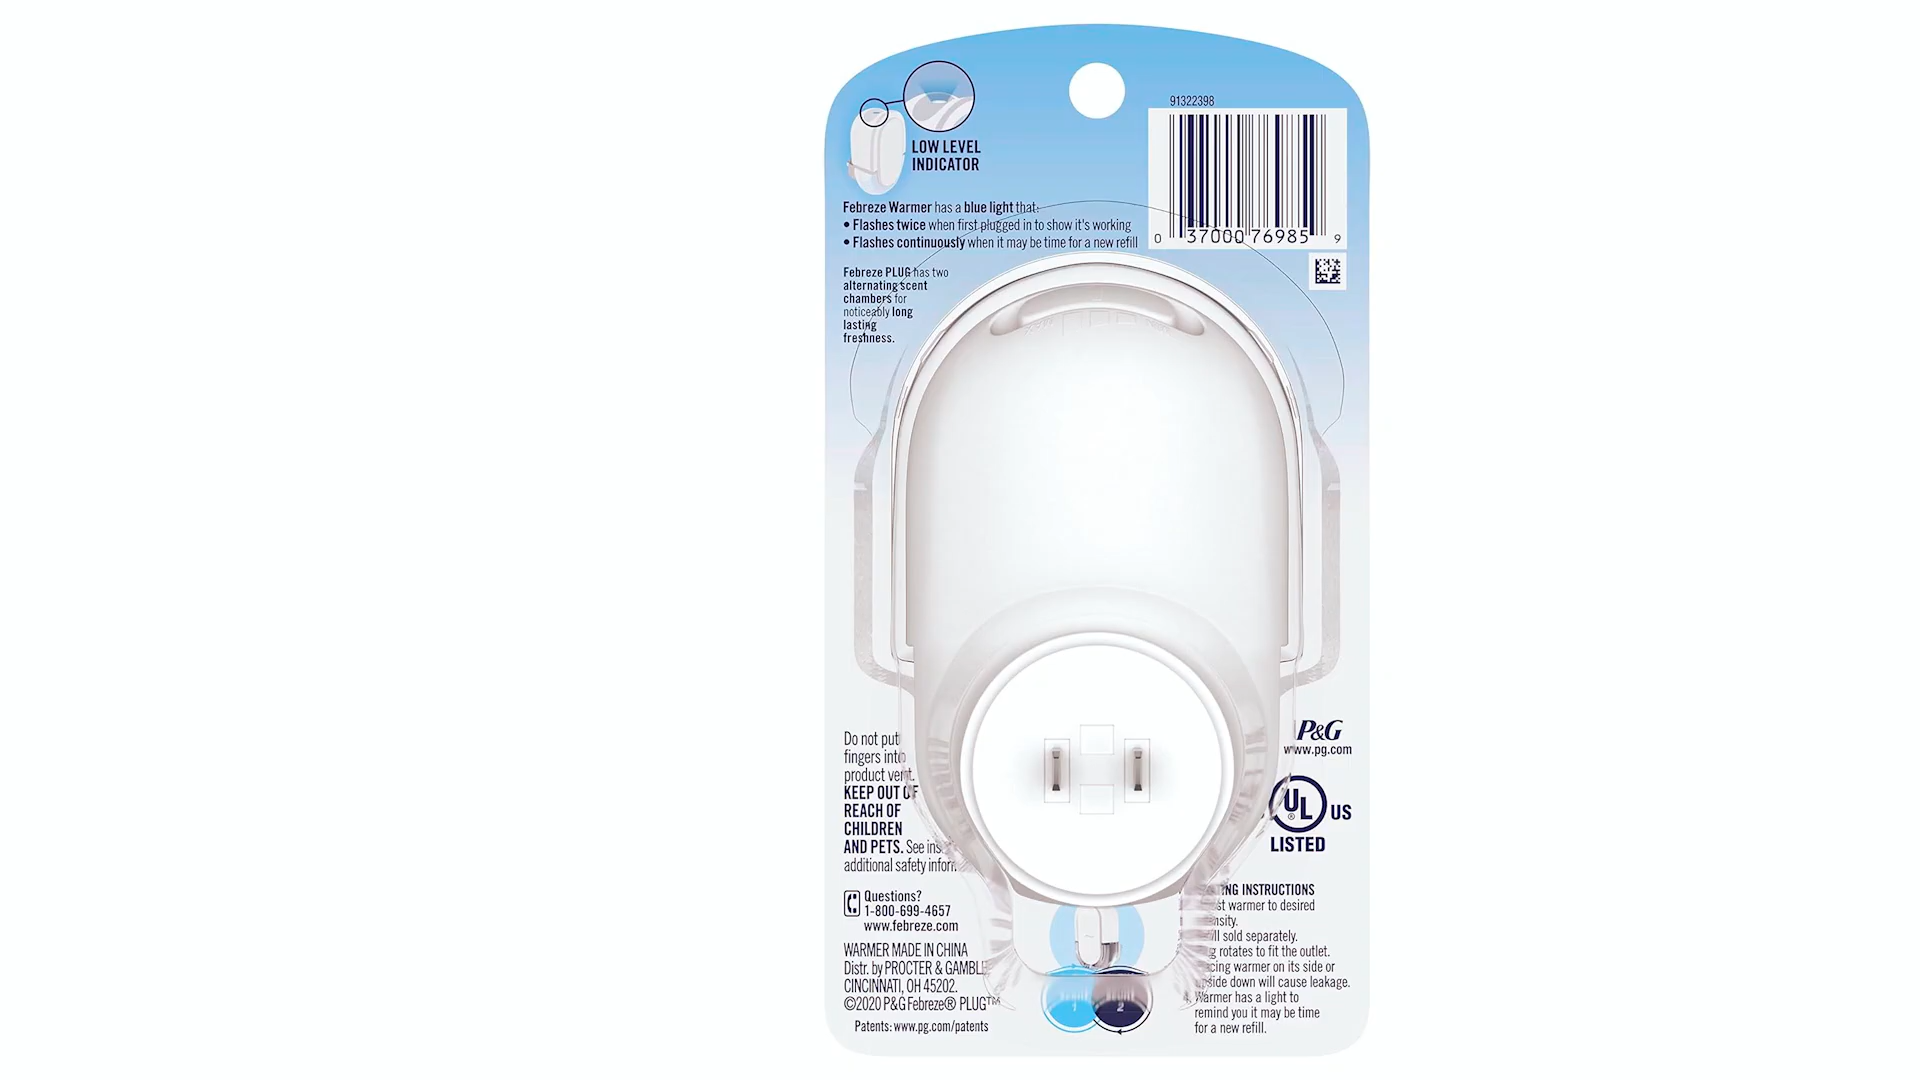 91322398
LOW LEVEL
INDICATOR
0 37000 76985 9
Febreze Warmer has a blue light that:
• Flashes twice when first plugged in to show it's working
• Flashes continuously when it may be time for a new refill
Febreze PLUG has two
alternating scent
chambers for
noticeably long
lasting
freshness.
Do not put
fingers into
product vent.
KEEP OUT OF
REACH OF
CHILDREN
AND PETS. See
additional safety
Questions?
1-800-699-4657
www.febreze.com
WARMER MADE IN CHINA
Distr. by PROCTER & GAMBLE
CINCINNATI, OH 45202.
©2020 P&G Febreze® PLUG™
Patents: www.pg.com/patents
1 2
P&G
www.pg.com
UL® US
LISTED
INSTRUCTIONS
warmer to desired
sold separately.
rotates to fit the outlet.
warmer on its side or
down will cause leakage.
4. Warmer has a light to
remind you it may be time
for a new refill.